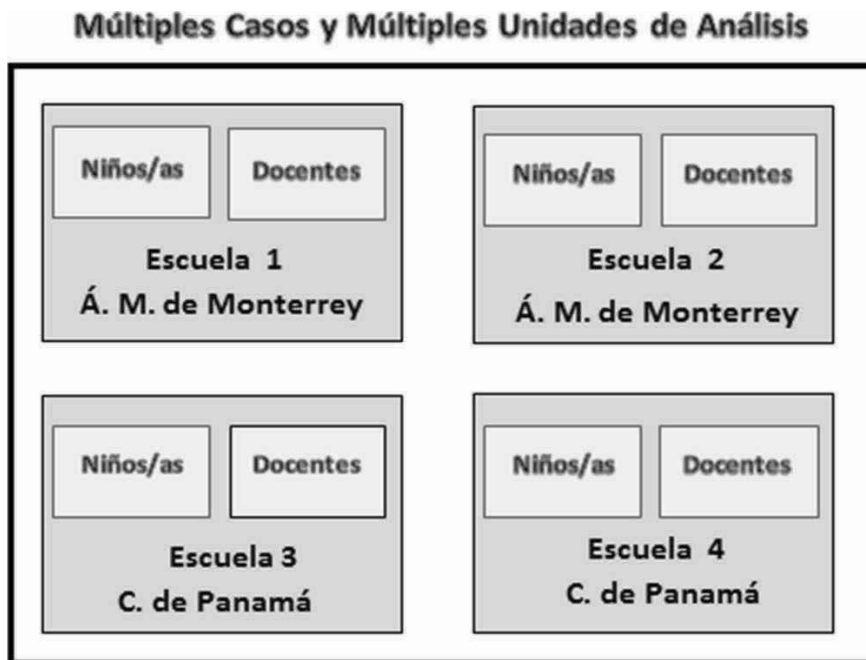 Múltiples Casos y Múltiples Unidades de Análisis
Niños/as
Docentes
Escuela 1
Á. M. de Monterrey
Niños/as
Docentes
Escuela 2
Á. M. de Monterrey
Niños/as
Docentes
Escuela 3
C. de Panamá
Niños/as
Docentes
Escuela 4
C. de Panamá